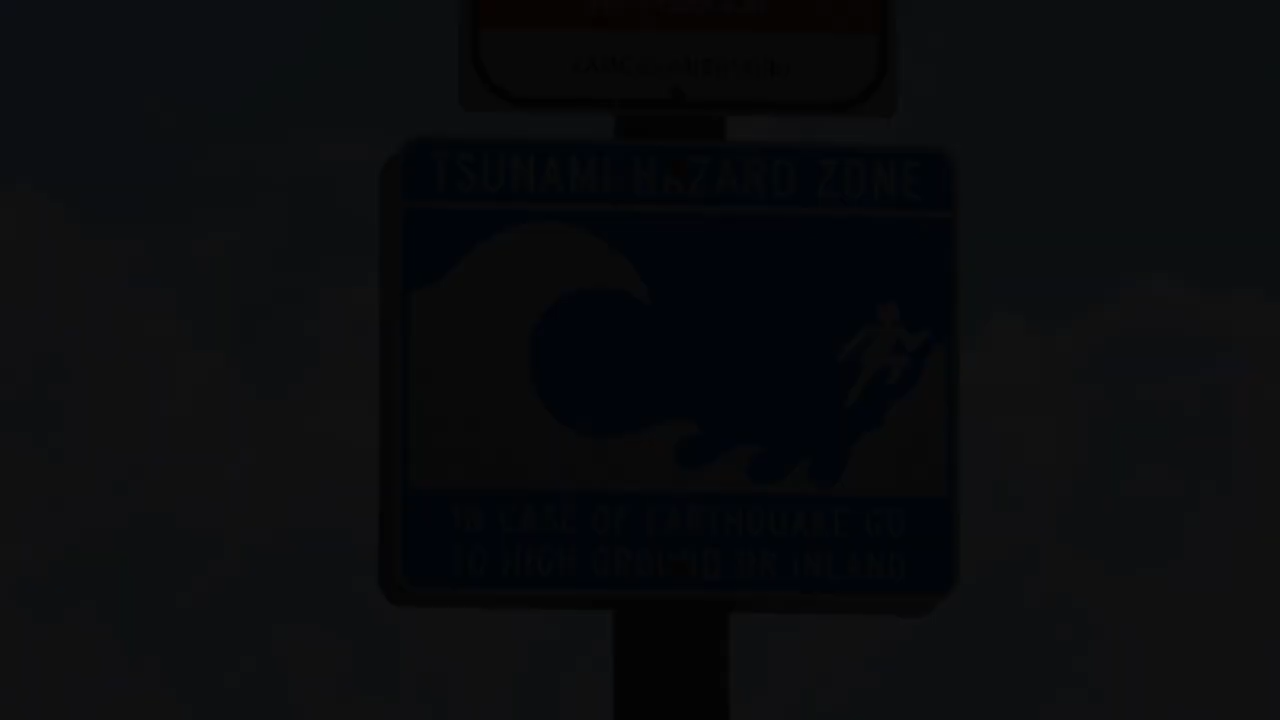 TSUNAMI HAZARD ZONE
IN CASE OF EARTHQUAKE GO
TO HIGH GROUND OR INLAND